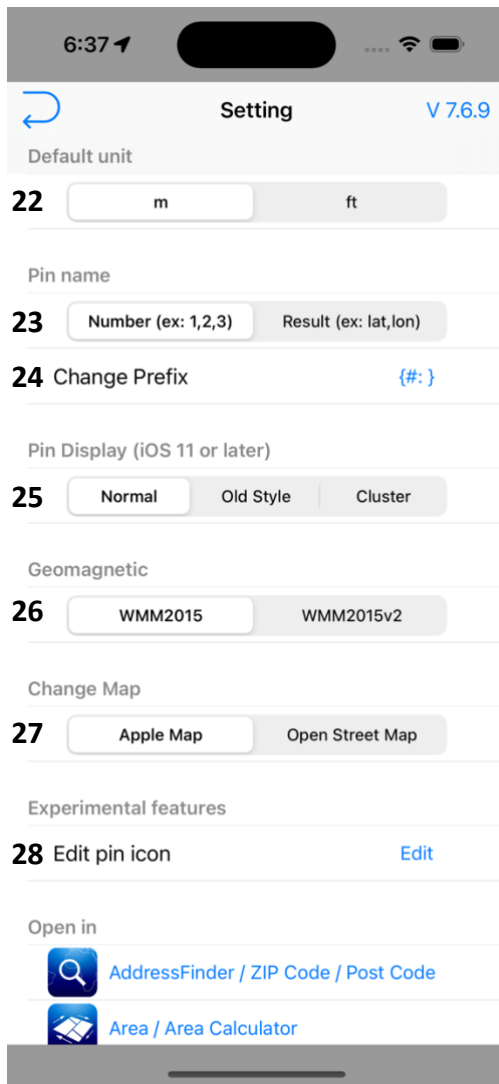 6:37
Setting V 7.6.9
Default unit
22 m ft
Pin name
23 Number (ex: 1,2,3) Result (ex: lat,lon)
24 Change Prefix {#: }
Pin Display (iOS 11 or later)
25 Normal Old Style Cluster
Geomagnetic
26 WMM2015 WMM2015v2
Change Map
27 Apple Map Open Street Map
Experimental features
28 Edit pin icon Edit
Open in
AddressFinder / ZIP Code / Post Code
Area / Area Calculator